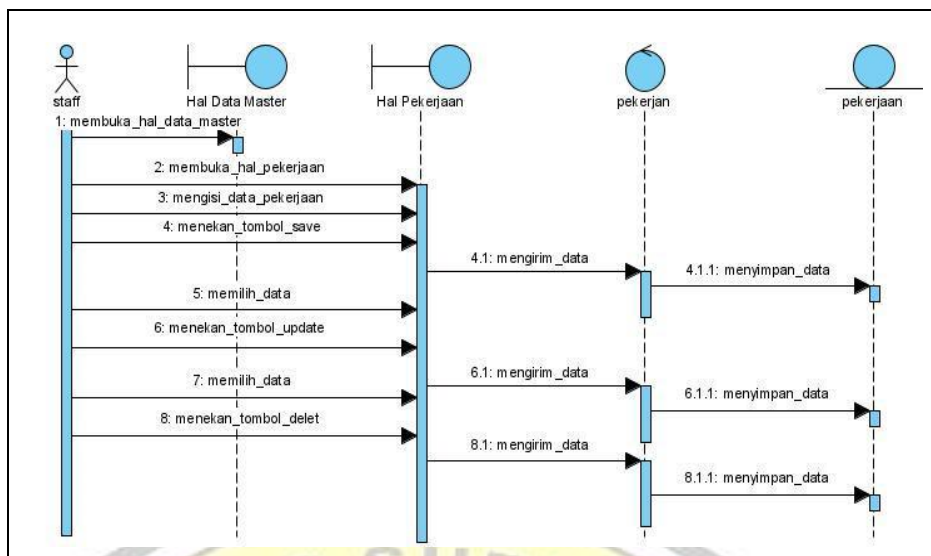 staff
Hal Data Master
Hal Pekerjaan
pekerjan
pekerjaan
1: membuka_hal_data_master
2: membuka_hal_pekerjaan
3: mengisi_data_pekerjaan
4: menekan_tombol_save
4.1: mengirim_data
4.1.1: menyimpan_data
5: memilih_data
6: menekan_tombol_update
6.1: mengirim_data
7: memilih_data
6.1.1: menyimpan_data
8: menekan_tombol_delet
8.1: mengirim_data
8.1.1: menyimpan_data